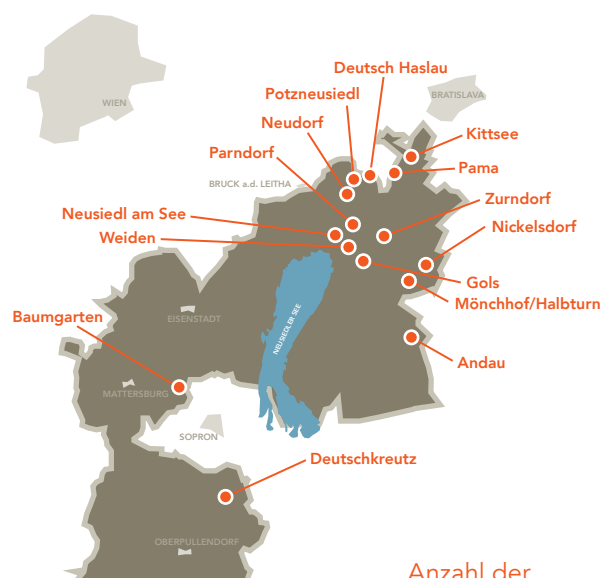 Deutsch Haslau
Potzneusiedl
BRATISLAVA
WIEN
Neudorf
Kittsee
Parndorf
Pama
BRUCK a.d. LEITHA
Zurndorf
Neusiedl am See
Nickelsdorf
Weiden
Gols
Mönchhof/Halbturn
Baumgarten
EISENSTADT
NEUSIEDLER SEE
Andau
MATTERSBURG
SOPRON
Deutschkreutz
OBERPULLENDORF
Anzahl der